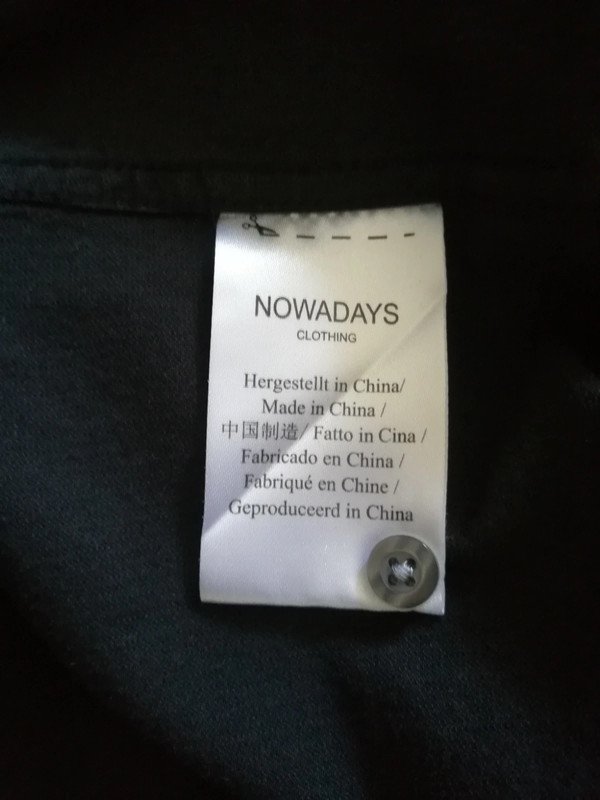 NOWADAYS
CLOTHING
Hergestellt in China/
Made in China /
中国制造/ Fatto in Cina /
Fabricado en China /
Fabriqué en Chine /
Geproduceerd in China